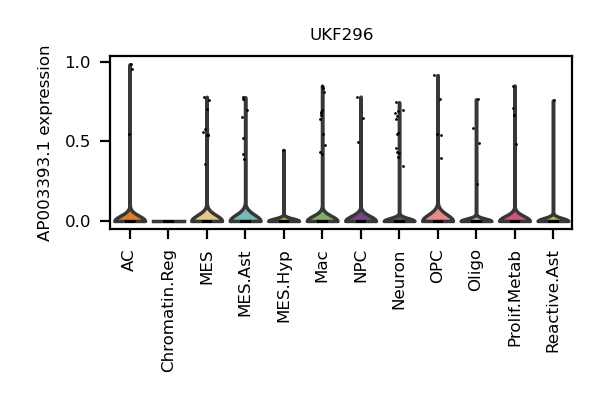 UKF296
AP003393.1 expression
1.0
0.5
0.0
AC
Chromatin.Reg
MES
MES.Ast
MES.Hyp
Mac
NPC
Neuron
OPC
Oligo
Prolif.Metab
Reactive.Ast